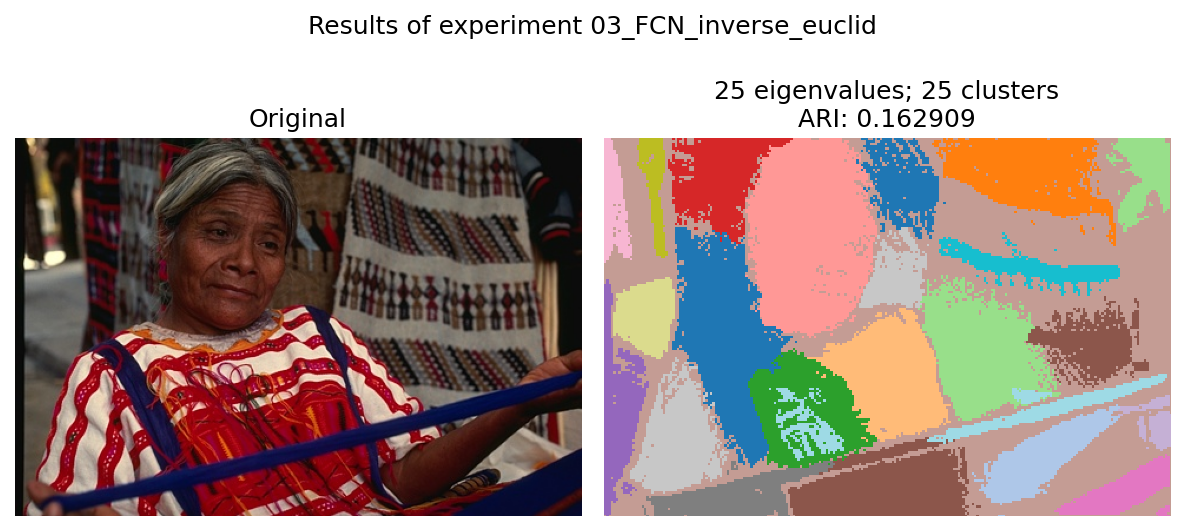 Results of experiment 03_FCN_inverse_euclid
Original
25 eigenvalues; 25 clusters
ARI: 0.162909